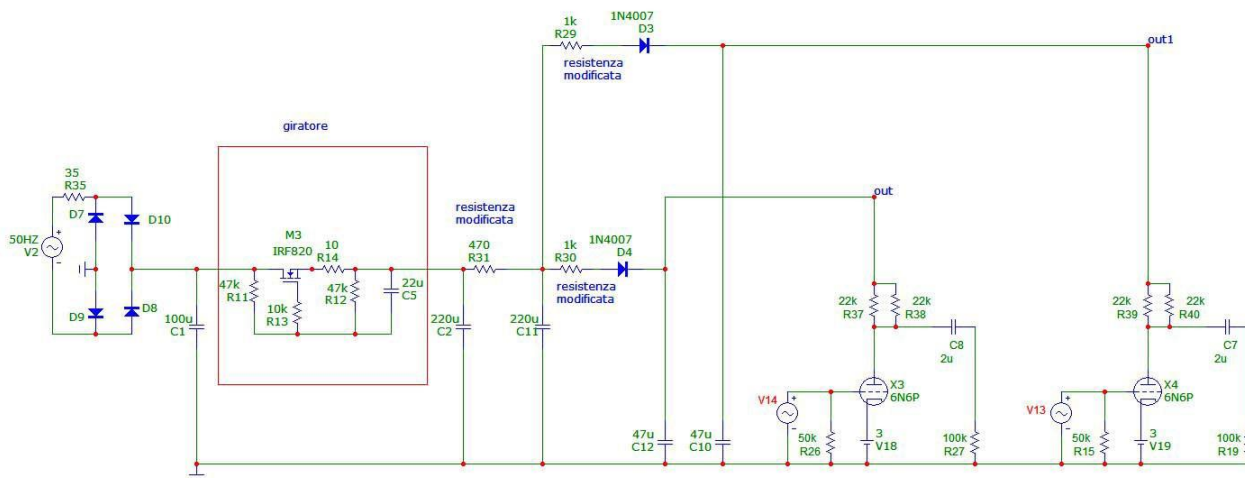 1k
R29
1N4007
D3
resistenza
modificata
out1
giratore
35
R35
D7
D10
50HZ
V2
D9
D8
100u
C1
47k
R11
M3
IRF820
10
R14
10k
R13
47k
R12
22u
C5
resistenza
modificata
470
R31
220u
C2
220u
C11
1k
R30
1N4007
D4
resistenza
modificata
out
47u
C12
47u
C10
22k
R37
22k
R38
C8
2u
X3
6N6P
V14
50k
R26
3
V18
100k
R27
22k
R39
22k
R40
C7
2u
X4
6N6P
V13
50k
R15
3
V19
100k
R19